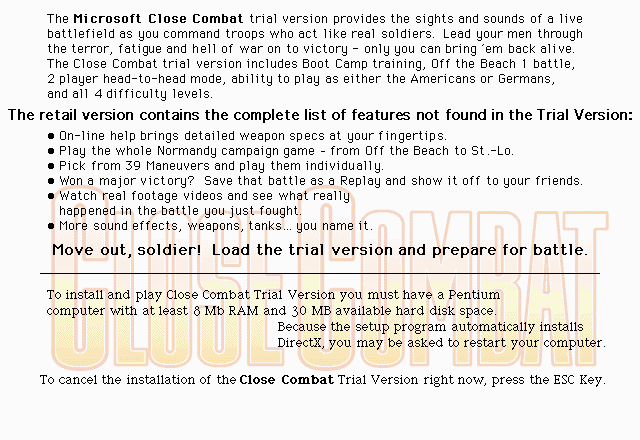 The Microsoft Close Combat trial version provides the sights and sounds of a live
battlefield as you command troops who act like real soldiers. Lead your men through
the terror, fatigue and hell of war on to victory - only you can bring 'em back alive.
The Close Combat trial version includes Boot Camp training, Off the Beach 1 battle,
2 player head-to-head mode, ability to play as either the Americans or Germans,
and all 4 difficulty levels.
The retail version contains the complete list of features not found in the Trial Version:
● On-line help brings detailed weapon specs at your fingertips.
● Play the whole Normandy campaign game - from Off the Beach to St.-Lo.
● Pick from 39 Maneuvers and play them individually.
● Won a major victory? Save that battle as a Replay and show it off to your friends.
● Watch real footage videos and see what really
happened in the battle you just fought.
● More sound effects, weapons, tanks... you name it.
Move out, soldier! Load the trial version and prepare for battle.
To install and play Close Combat Trial Version you must have a Pentium
computer with at least 8 Mb RAM and 30 MB available hard disk space.
Because the setup program automatically installs
DirectX, you may be asked to restart your computer.
To cancel the installation of the Close Combat Trial Version right now, press the ESC Key.
CLOSE COMBAT